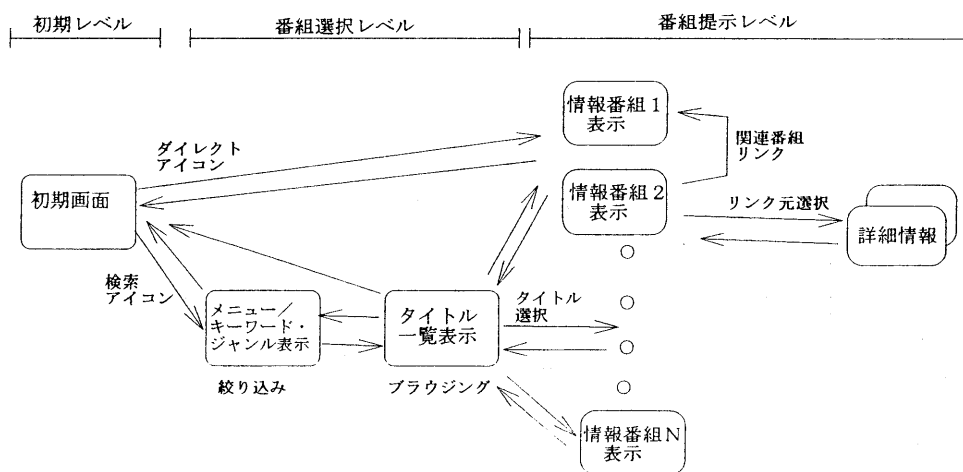 初期レベル
番組選択レベル
番組提示レベル
情報番組1
表示
関連番組
リンク
ダイレクト
アイコン
初期画面
情報番組2
表示
リンク元選択
詳細情報
検索
アイコン
メニュー/
キーワード・
ジャンル表示
絞り込み
タイトル
一覧表示
ブラウジング
タイトル
選択
情報番組N
表示